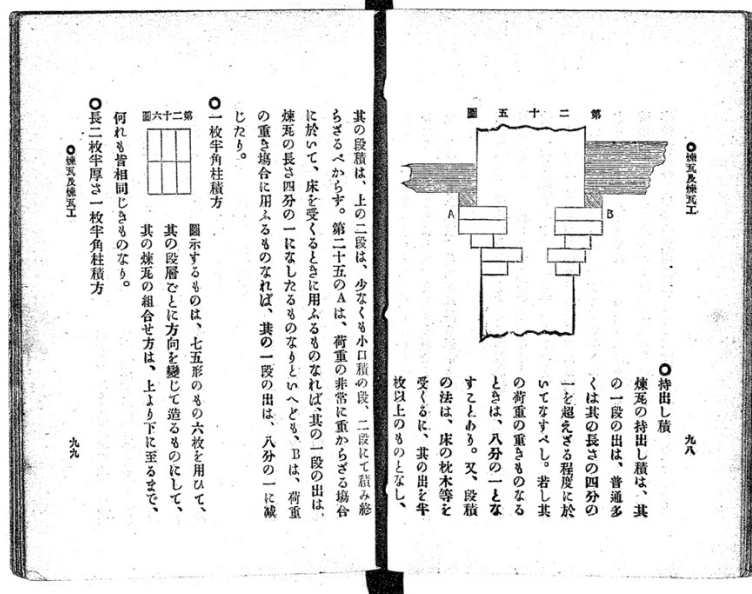 ◎煉瓦及煉瓦工
九八
第二十五圖
A
B
◎持出し積
煉瓦の持出し積は、其
の一段の出は、普通多
くは其の長さの四分の
一を超えざる程度に於
いてなすべし。若し其
の荷重の重きものなる
ときは、八分の一とな
すことあり。又、段積
の法は、床の枕木等を
受くるに、其の出を半
枚以上のものとなし、
其の段積は、上の二段は、少なくも小口積の段、二段にて積み終
らざるべからず。第二十五のAは、荷重の非常に重からざる塲合
に於いて、床を受くるときに用ふるものなれば、其の一段の出は、
煉瓦の長さ四分の一になしたるものなりといへども、Bは、荷重
の重き塲合に用ふるものなれば、其の一段の出は、八分の一に減
じたり。
◎一枚半角柱積方
第二十六圖
圖示するものは、七五形のもの六枚を用ひて、
其の段層ごとに方向を變じて造るものにして、
其の煉瓦の組合せ方は、上より下に至るまで、
何れも皆相同じきものなり。
◎長二枚半厚さ一枚半角柱積方
◎煉瓦及煉瓦工
九九